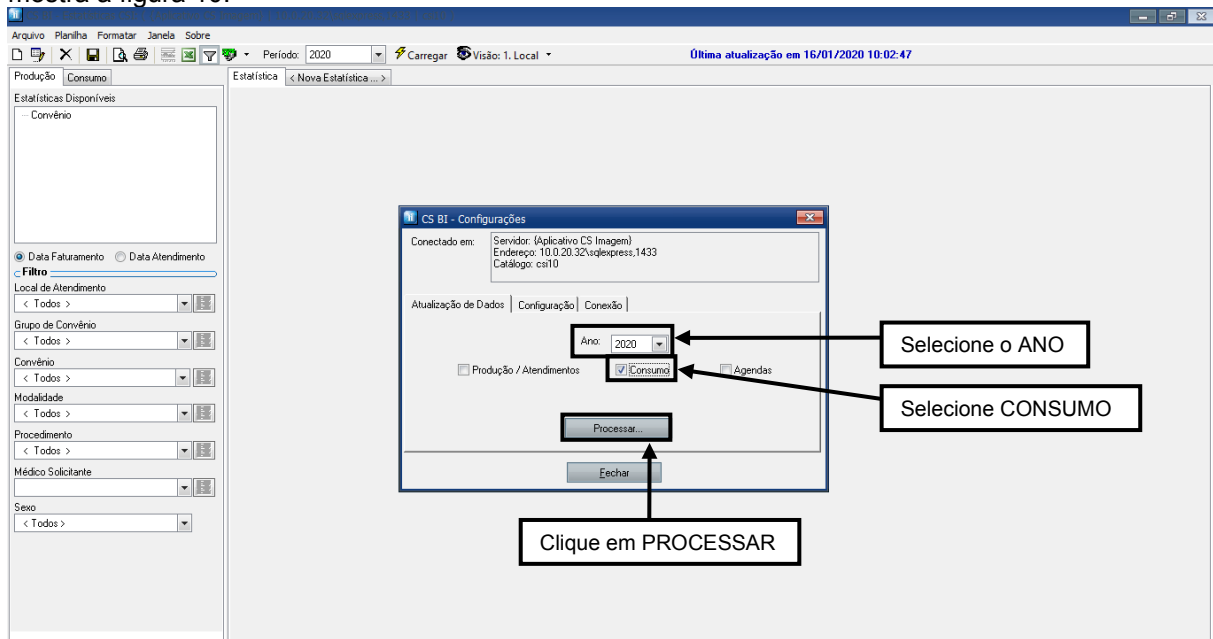 mostra a figura 10.
Arquivo Planilha Formatar Janela Sobre
Período: 2020 Carregar Visão: 1. Local Última atualização em 16/01/2020 10:02:47
Produção Consumo Estatística < Nova Estatística ... >
Estatísticas Disponíveis
Convênio
CS BI - Configurações
Conectado em: Servidor: {Aplicativo CS Imagem}
Endereço: 10.0.20.32\sqlexpress,1433
Catálogo: csi10
Data Faturamento Data Atendimento
Filtro
Local de Atendimento
< Todos >
Grupo de Convênio
< Todos >
Convênio
< Todos >
Modalidade
< Todos >
Procedimento
< Todos >
Médico Solicitante
Sexo
< Todos >
Atualização de Dados Configuração Conexão
Ano: 2020
Produção / Atendimentos Consumo Agendas
Processar...
Fechar
Selecione o ANO
Selecione CONSUMO
Clique em PROCESSAR